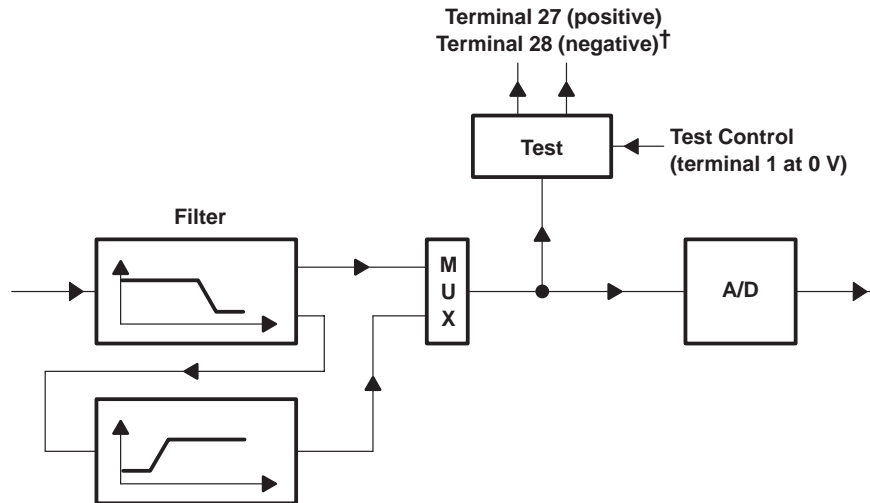 Terminal 27 (positive)
Terminal 28 (negative)†
Test
Test Control
(terminal 1 at 0 V)
Filter
M
U
X
A/D